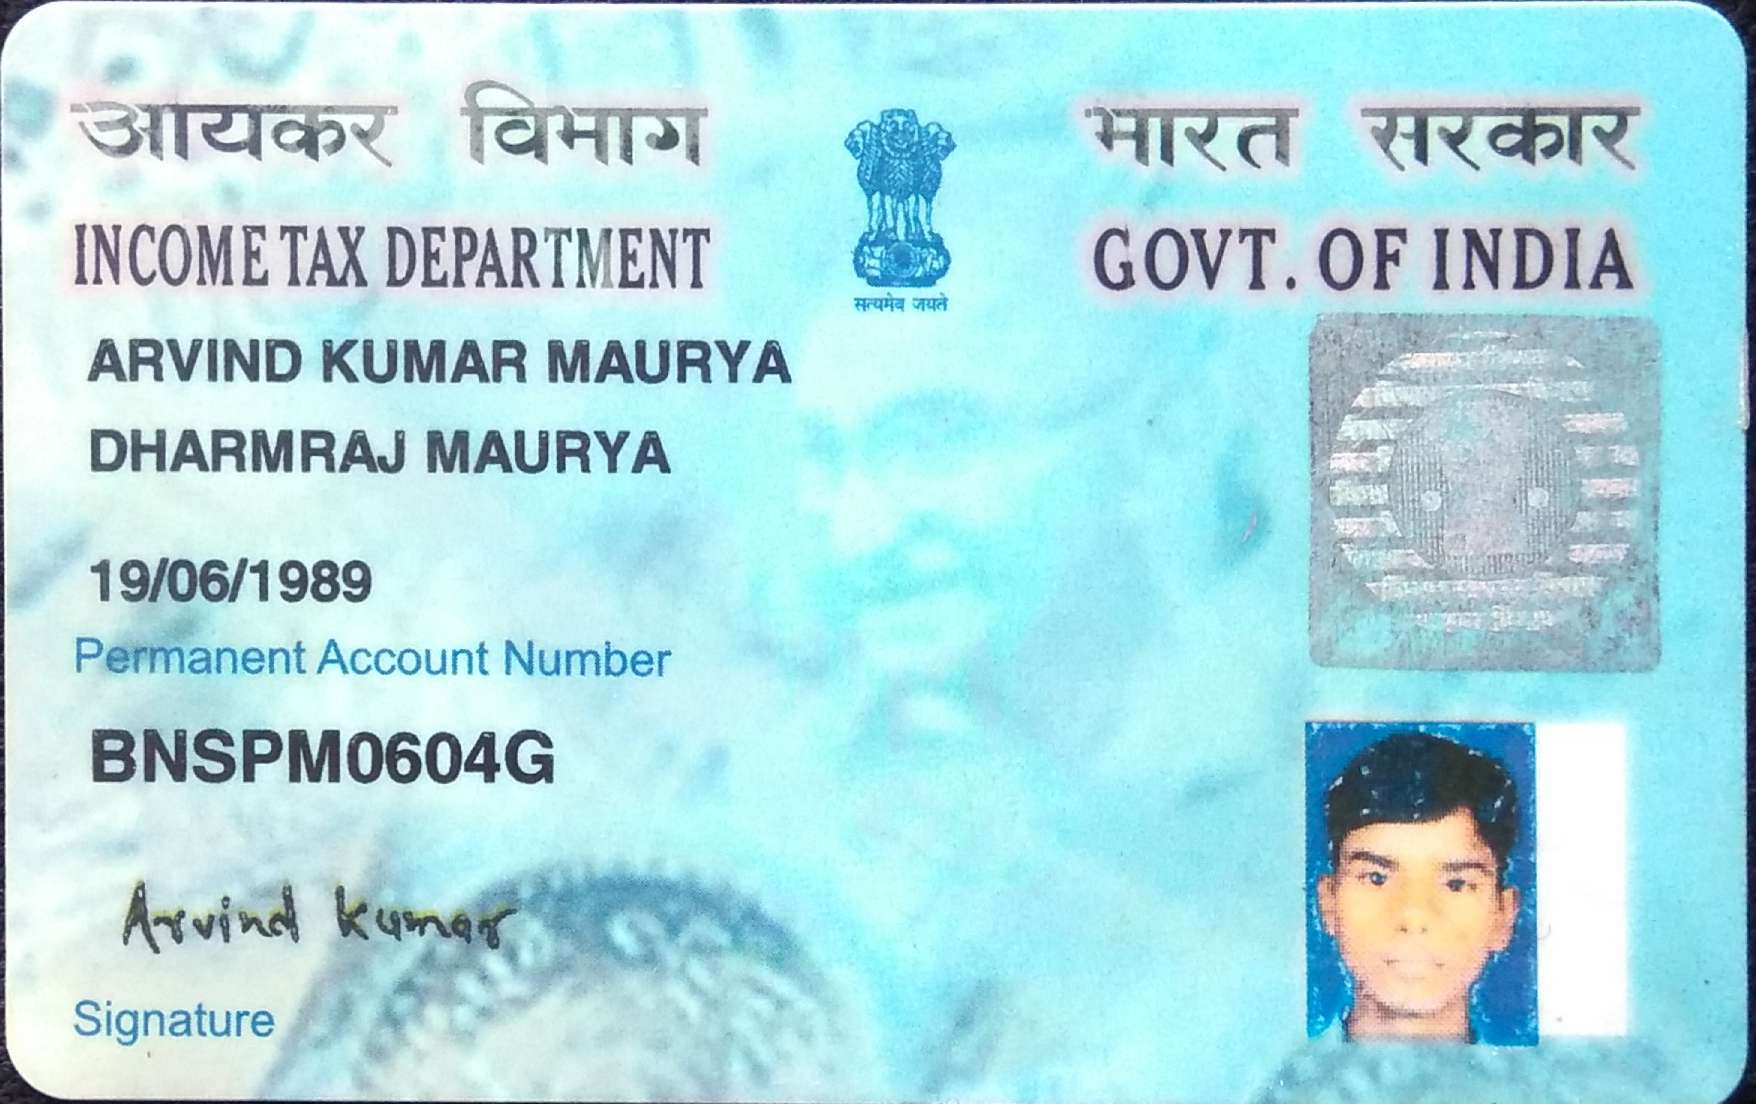 आयकर विभाग
भारत सरकार
INCOME TAX DEPARTMENT
GOVT. OF INDIA
सत्यमेव जयते
ARVIND KUMAR MAURYA
DHARMRAJ MAURYA
19/06/1989
Permanent Account Number
BNSPM0604G
Arvind Kumar
Signature